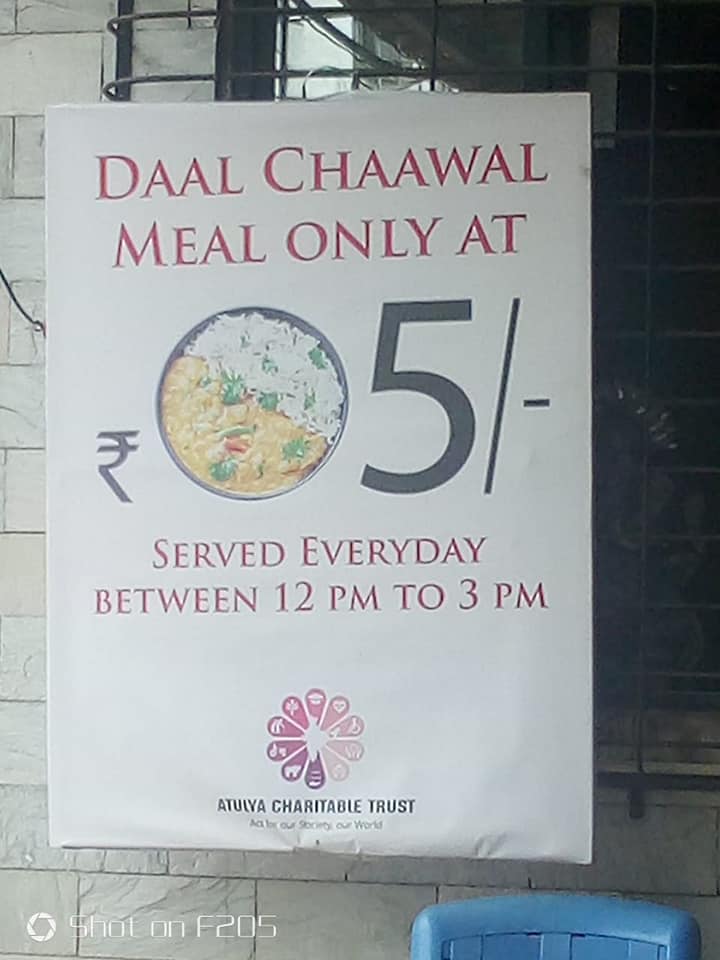 DAAL CHAAWAL
MEAL ONLY AT
₹ 5/-
SERVED EVERYDAY
BETWEEN 12 PM TO 3 PM
ATULYA CHARITABLE TRUST
Act for our Society, our World
Shot on F205